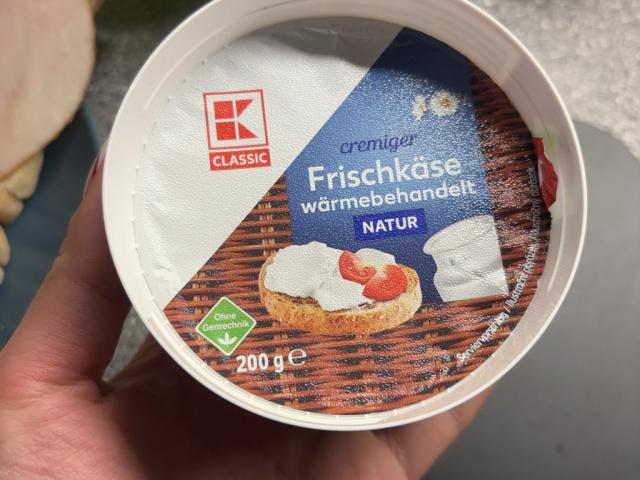 K
CLASSIC
cremiger
Frischkäse
wärmebehandelt
NATUR
Ohne
Gentechnik
200 g ℮
Serviervorschlag